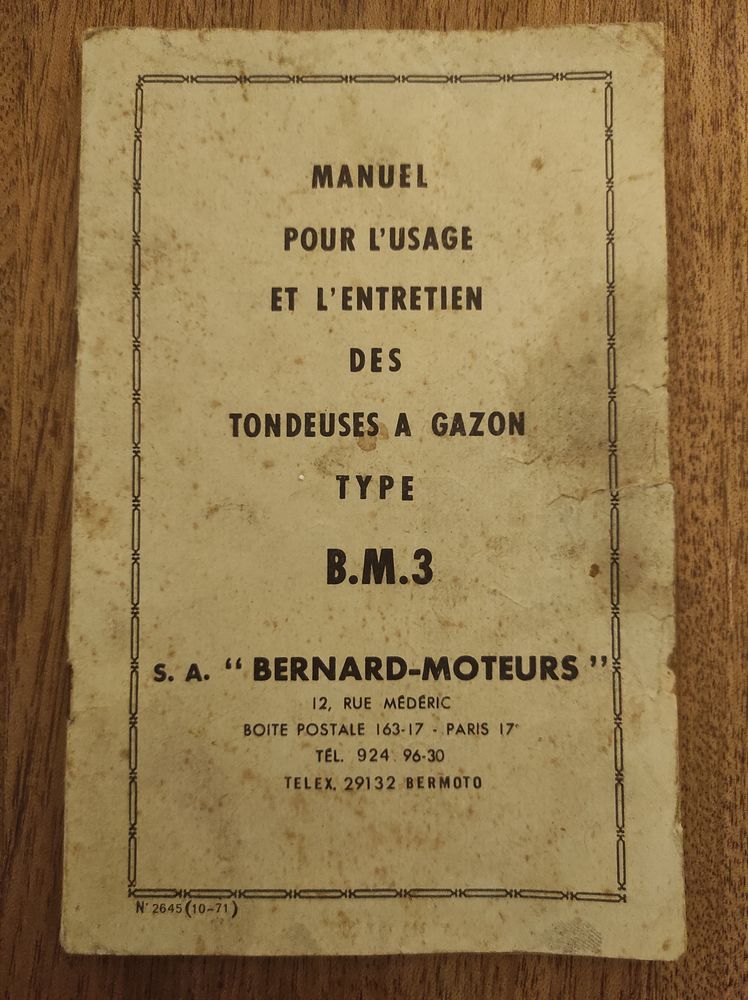 MANUEL
POUR L'USAGE
ET L'ENTRETIEN
DES
TONDEUSES A GAZON
TYPE
B.M.3
S. A. “ BERNARD-MOTEURS ”
12, RUE MÉDÉRIC
BOITE POSTALE 163-17 - PARIS 17e
TÉL. 924 96-30
TELEX. 29132 BERMOTO
N° 2645 (10-71)